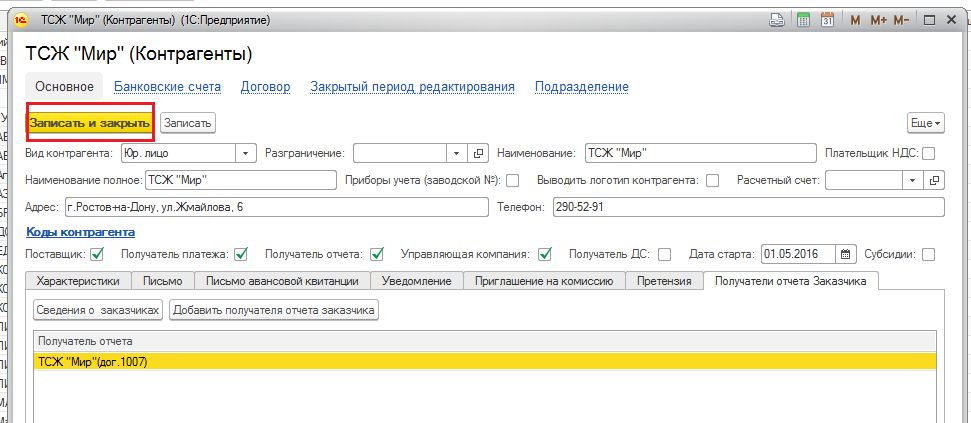 ТСЖ "Мир" (Контрагенты) (1С:Предприятие) M M+ M-
ТСЖ "Мир" (Контрагенты)
Основное Банковские счета Договор Закрытый период редактирования Подразделение
Записать и закрыть Записать Еще
Вид контрагента: Юр. лицо Разграничение: Наименование: ТСЖ "Мир" Плательщик НДС:
Наименование полное: ТСЖ "Мир" Приборы учета (заводской №): Выводить логотип контрагента: Расчетный счет:
Адрес: г.Ростов-на-Дону, ул.Жмайлова, 6 Телефон: 290-52-91
Коды контрагента
Поставщик: Получатель платежа: Получатель отчета: Управляющая компания: Получатель ДС: Дата старта: 01.05.2016 Субсидии:
Характеристики Письмо Письмо авансовой квитанции Уведомление Приглашение на комиссию Претензия Получатели отчета Заказчика
Сведения о заказчиках Добавить получателя отчета заказчика
Получатель отчета
ТСЖ "Мир"(дог.1007)